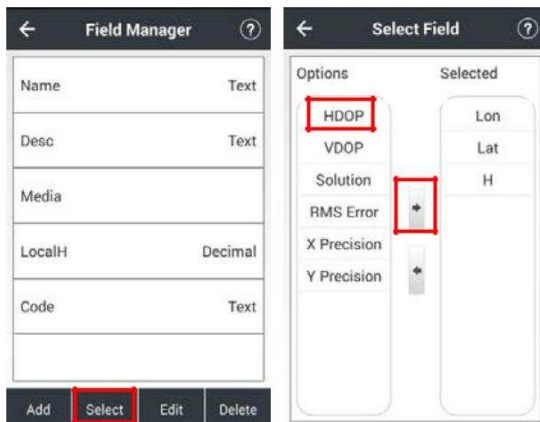 Field Manager ?
Name Text
Desc Text
Media
LocalH Decimal
Code Text
Add Select Edit Delete
Select Field ?
Options Selected
HDOP Lon
VDOP Lat
Solution H
RMS Error
X Precision
Y Precision